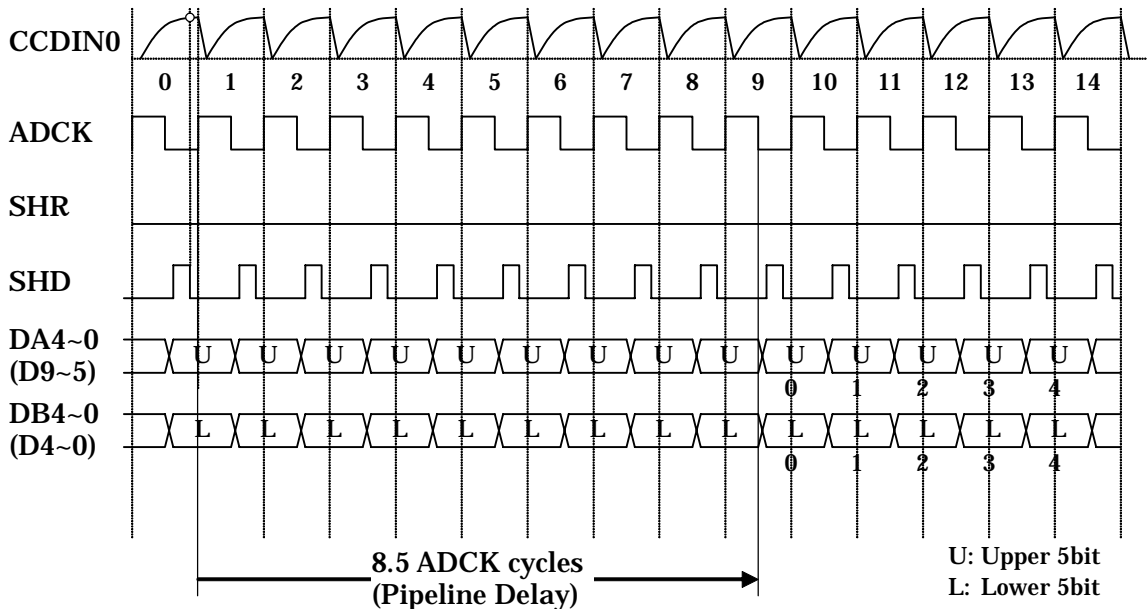 CCDIN0
0 1 2 3 4 5 6 7 8 9 10 11 12 13 14
ADCK
SHR
SHD
DA4~0
(D9~5)
U U U U U U U U U U U U U U
0 1 2 3 4
DB4~0
(D4~0)
L L L L L L L L L L L L L L
0 1 2 3 4
8.5 ADCK cycles
(Pipeline Delay)
U: Upper 5bit
L: Lower 5bit